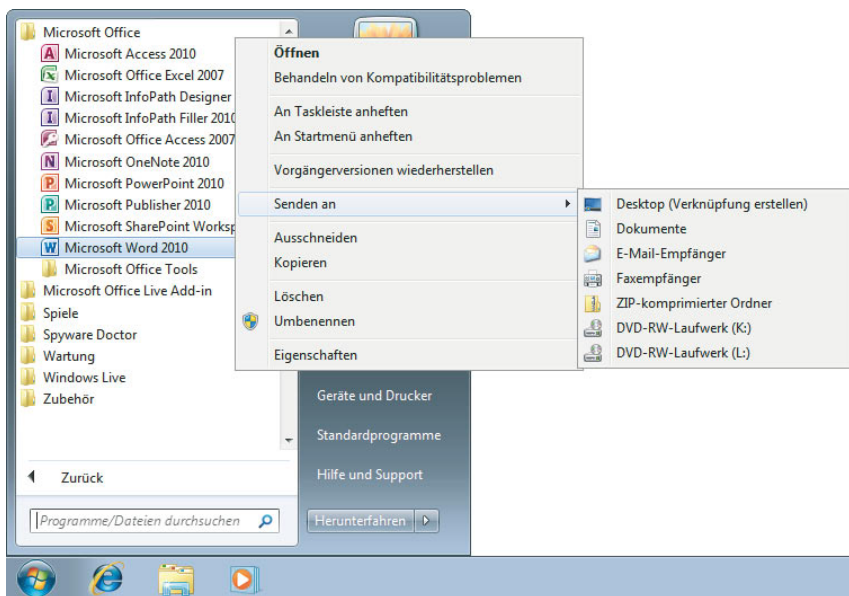 Microsoft Office
Microsoft Access 2010
Microsoft Office Excel 2007
Microsoft InfoPath Designer
Microsoft InfoPath Filler 2010
Microsoft Office Access 2007
Microsoft OneNote 2010
Microsoft PowerPoint 2010
Microsoft Publisher 2010
Microsoft SharePoint Worksp
Microsoft Word 2010
Microsoft Office Tools
Microsoft Office Live Add-in
Spiele
Spyware Doctor
Wartung
Windows Live
Zubehör
Zurück
Programme/Dateien durchsuchen
Öffnen
Behandeln von Kompatibilitätsproblemen
An Taskleiste anheften
An Startmenü anheften
Vorgängerversionen wiederherstellen
Senden an
Ausschneiden
Kopieren
Löschen
Umbenennen
Eigenschaften
Desktop (Verknüpfung erstellen)
Dokumente
E-Mail-Empfänger
Faxempfänger
ZIP-komprimierter Ordner
DVD-RW-Laufwerk (K:)
DVD-RW-Laufwerk (L:)
Geräte und Drucker
Standardprogramme
Hilfe und Support
Herunterfahren